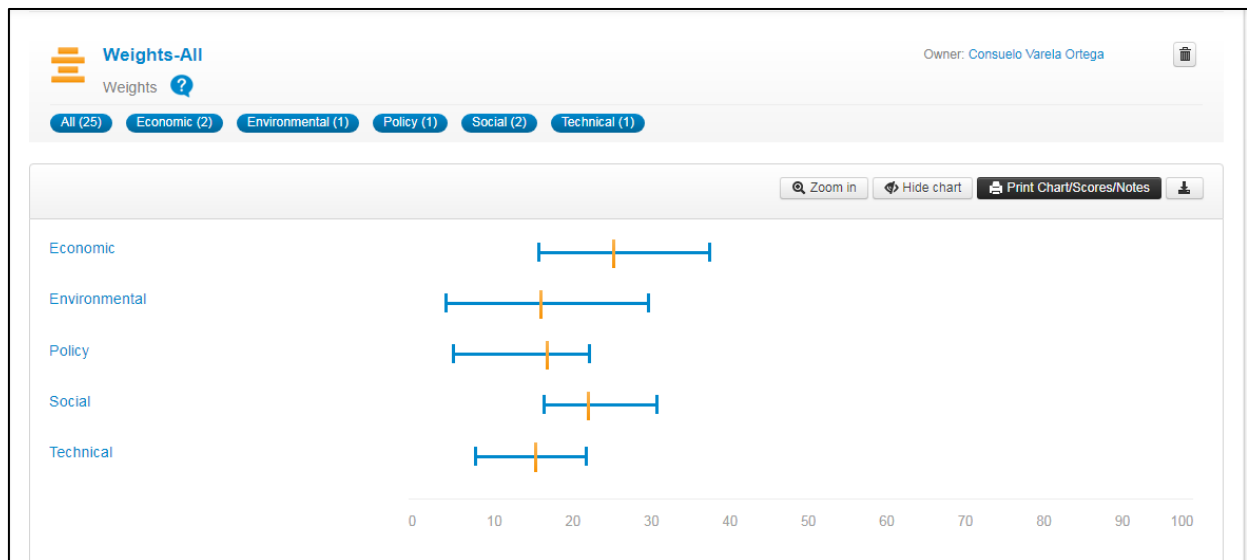 Weights-All
Owner: Consuelo Varela Ortega
Weights ?
All (25) Economic (2) Environmental (1) Policy (1) Social (2) Technical (1)
Zoom in Hide chart Print Chart/Scores/Notes
Economic
Environmental
Policy
Social
Technical
0 10 20 30 40 50 60 70 80 90 100